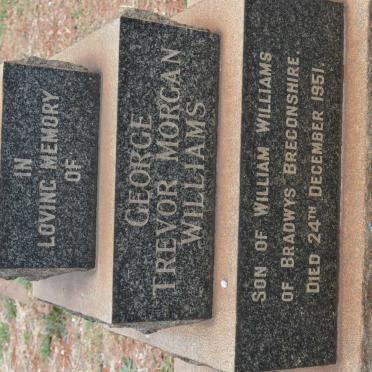 IN
LOVING MEMORY
OF
GEORGE
TREVOR MORGAN
WILLIAMS
SON OF WILLIAM WILLIAMS
OF BRADWYS BRECONSHIRE.
DIED 24TH DECEMBER 1951.